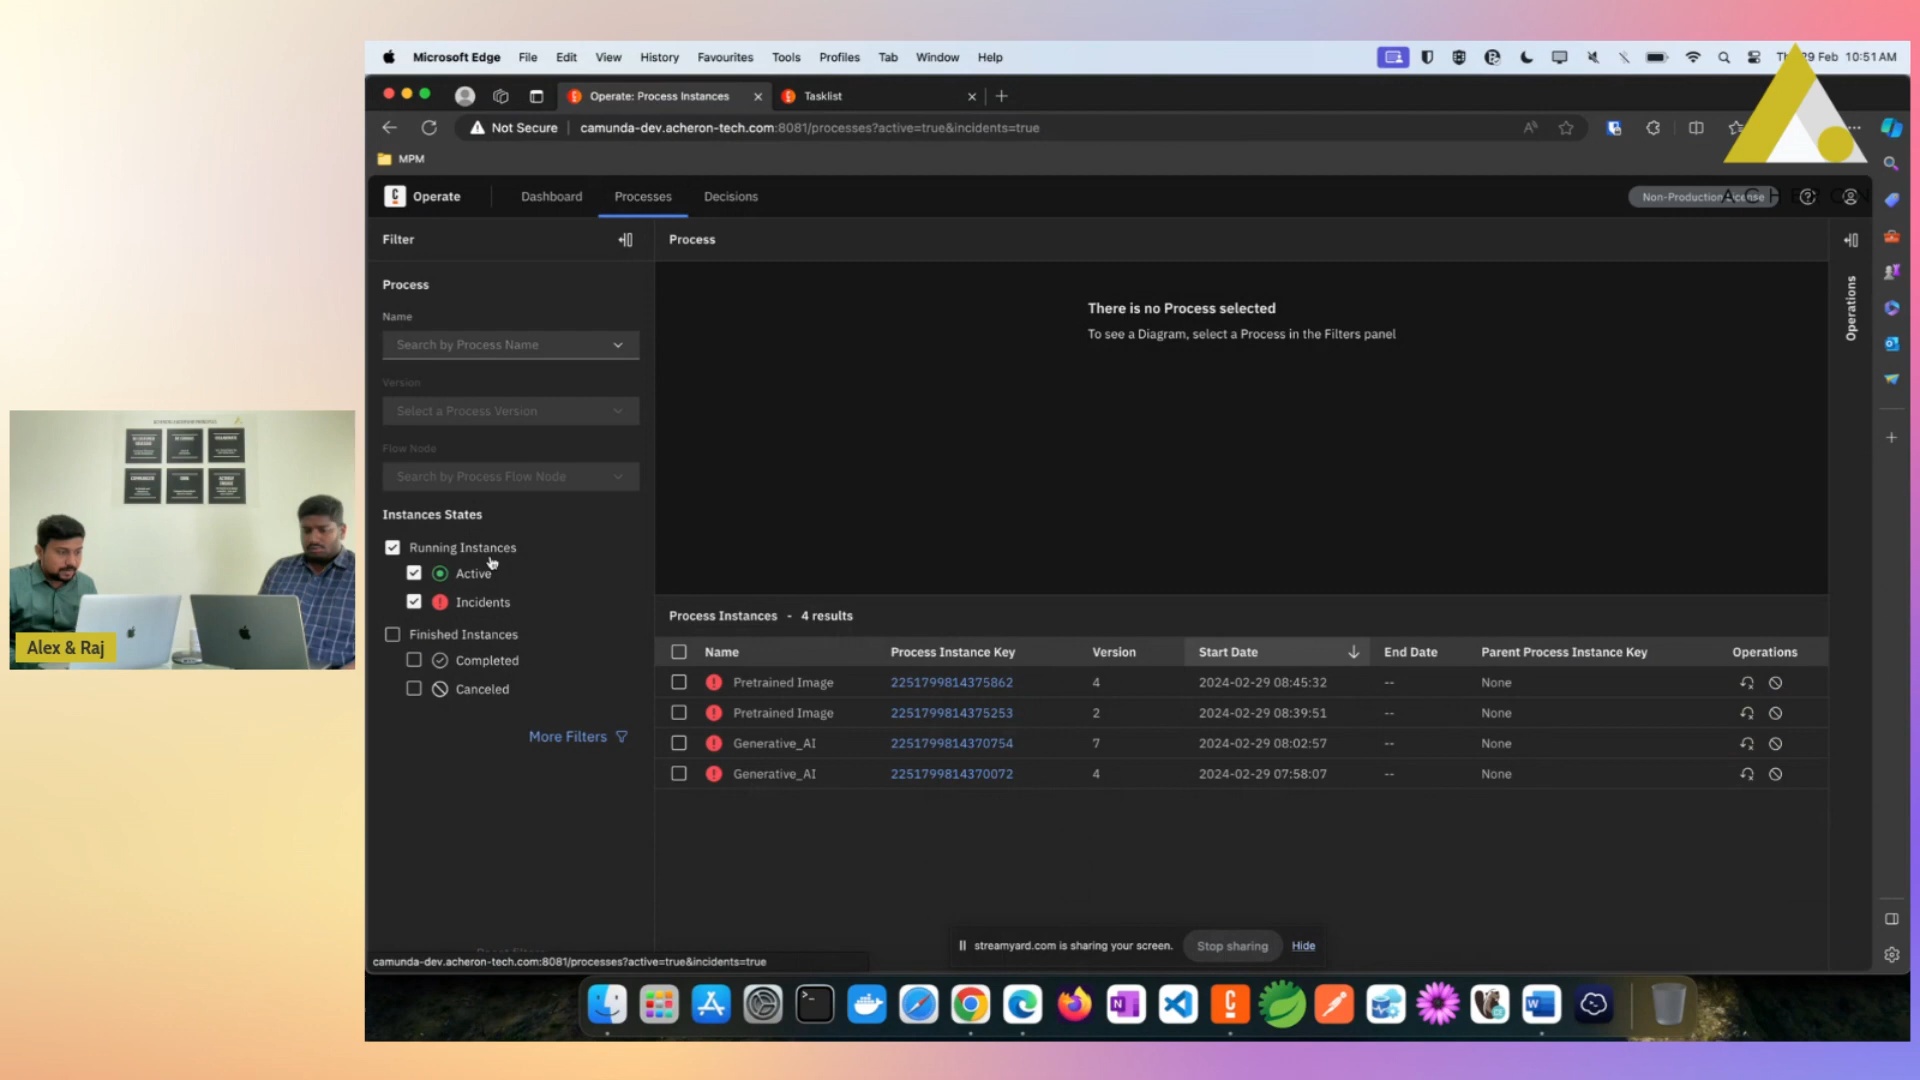 Microsoft Edge File Edit View History Favourites Tools Profiles Tab Window Help
10:51 AM
Operate: Process Instances
Tasklist
Not Secure camunda-dev.acheron-tech.com:8081/processes?active=true&incidents=true
MPM
Operate Dashboard Processes Decisions
Non-Production License
Filter
Process
Process
Name
Search by Process Name
Version
Select a Process Version
Flow Node
Search by Process Flow Node
Instances States
Running Instances
Active
Incidents
Finished Instances
Completed
Canceled
More Filters
There is no Process selected
To see a Diagram, select a Process in the Filters panel
Operations
Process Instances - 4 results
Name Process Instance Key Version Start Date End Date Parent Process Instance Key Operations
Pretrained Image 2251799814375862 4 2024-02-29 08:45:32 -- None
Pretrained Image 2251799814375253 2 2024-02-29 08:39:51 -- None
Generative_AI 2251799814370754 7 2024-02-29 08:02:57 -- None
Generative_AI 2251799814370072 4 2024-02-29 07:58:07 -- None
streamyard.com is sharing your screen. Stop sharing Hide
camunda-dev.acheron-tech.com:8081/processes?active=true&incidents=true
Alex & Raj